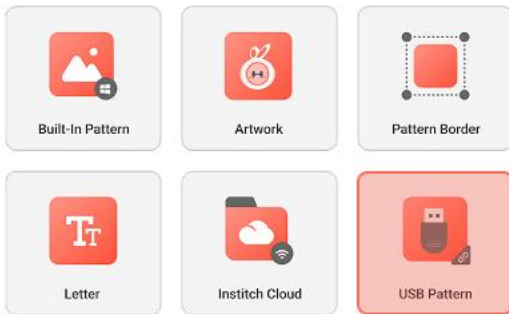 Built-In Pattern
Artwork
Pattern Border
Letter
Institch Cloud
USB Pattern